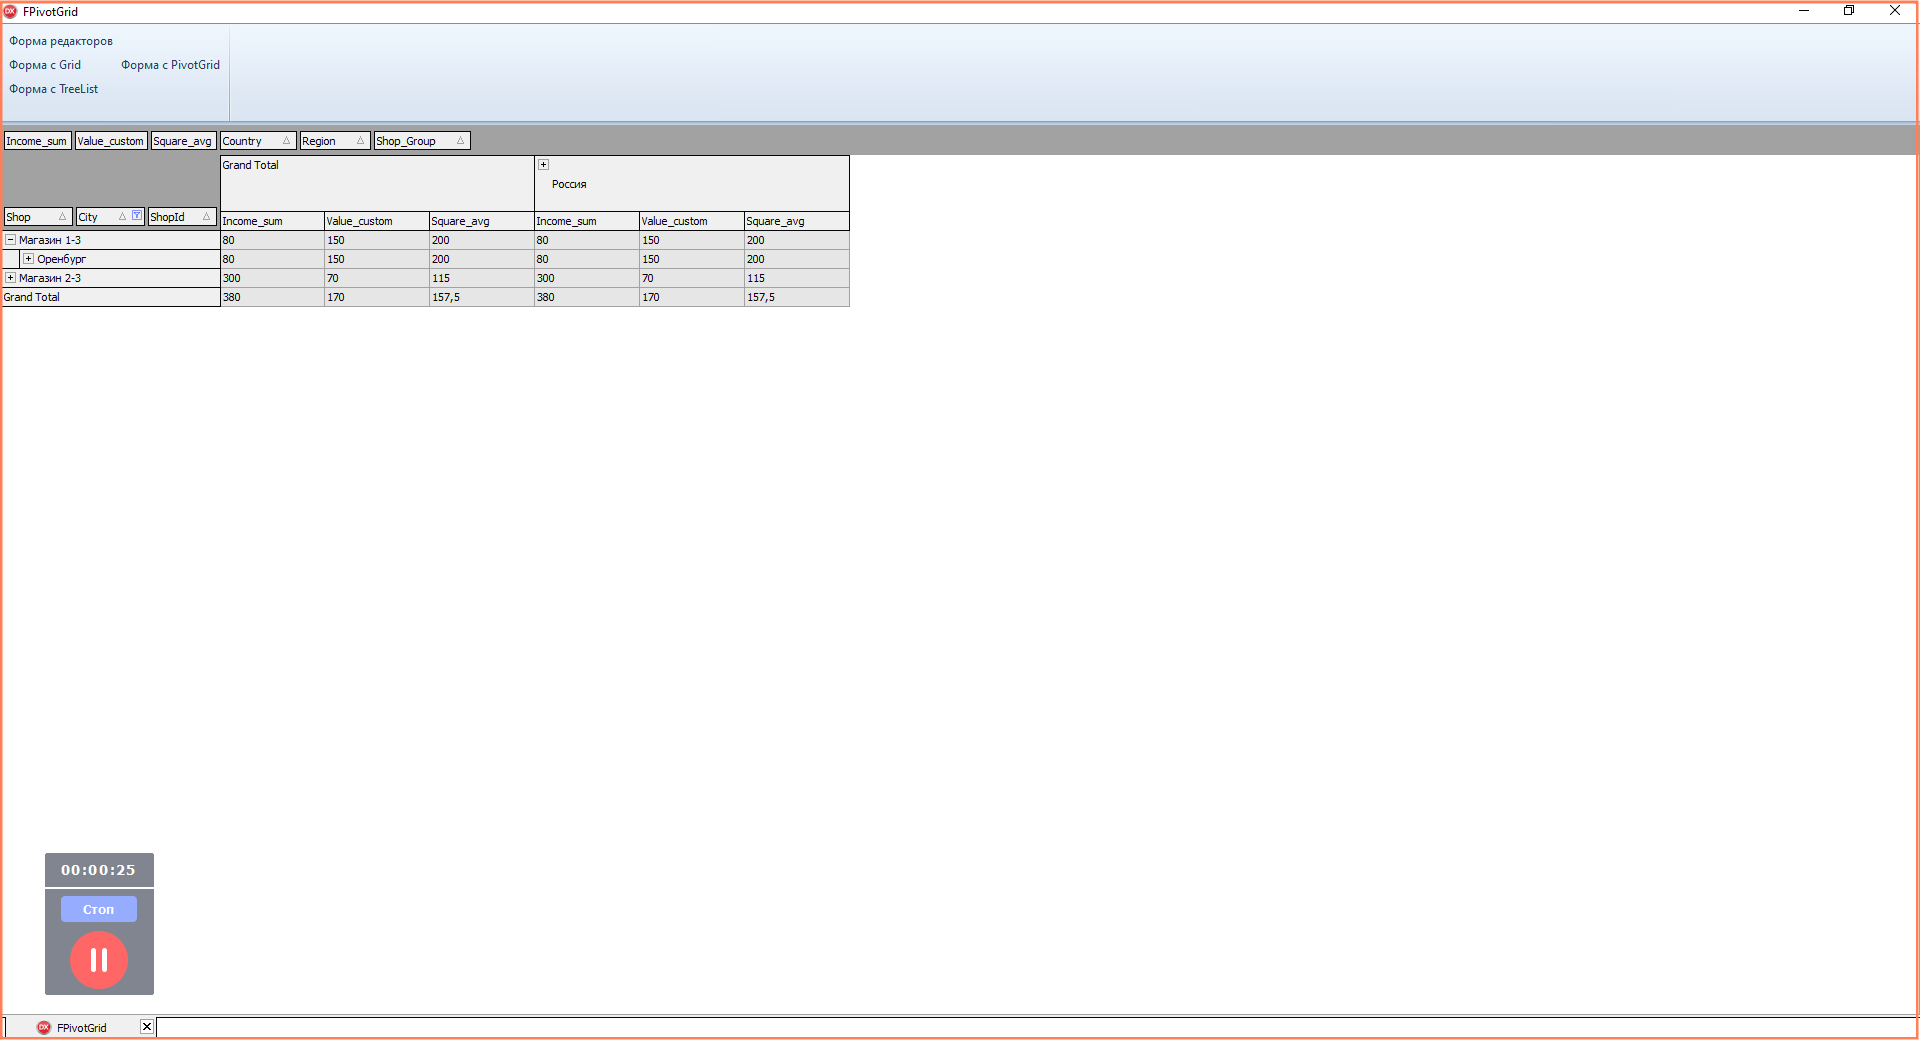 FPivotGrid
Форма редакторов
Форма с Grid Форма с PivotGrid
Форма с TreeList
Income_sum Value_custom Square_avg Country Region Shop_Group
Grand Total
Россия
Shop City ShopId Income_sum Value_custom Square_avg Income_sum Value_custom Square_avg
Магазин 1-3 80 150 200 80 150 200
Оренбург 80 150 200 80 150 200
Магазин 2-3 300 70 115 300 70 115
Grand Total 380 170 157,5 380 170 157,5
00:00:25
Стоп
FPivotGrid